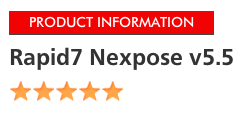 PRODUCT INFORMATION
Rapid7 Nexpose v5.5